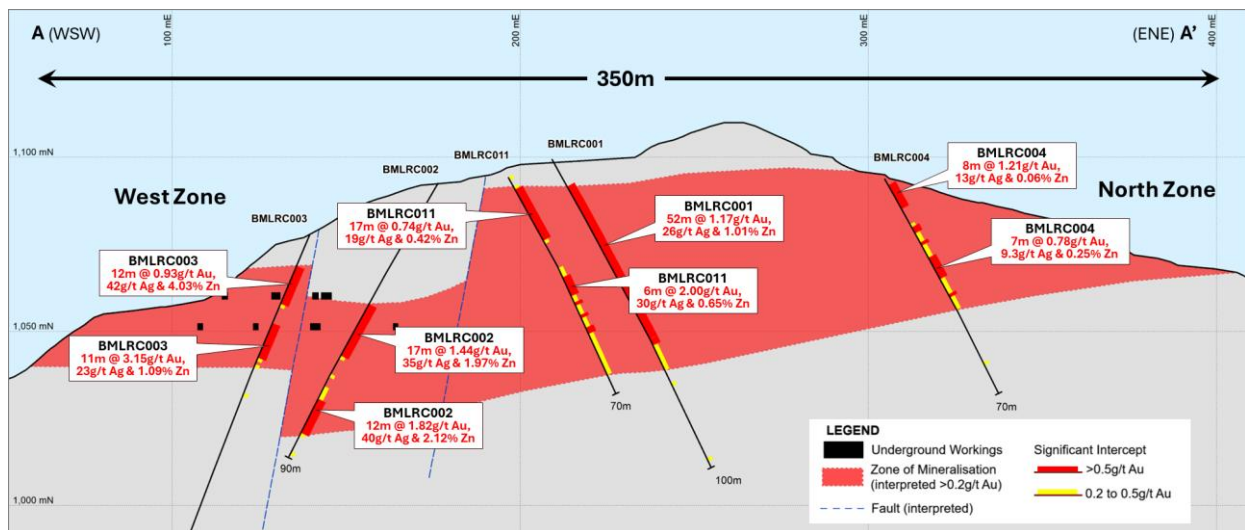 A (WSW)
100 mE
200 mE
300 mE
(ENE) A'
400 mE
350m
1,100 mN
1,050 mN
1,000 mN
West Zone
North Zone
BMLRC003
BMLRC002
BMLRC011
BMLRC001
BMLRC004
BMLRC003
12m @ 0.93g/t Au,
42g/t Ag & 4.03% Zn
BMLRC003
11m @ 3.15g/t Au,
23g/t Ag & 1.09% Zn
BMLRC011
17m @ 0.74g/t Au,
19g/t Ag & 0.42% Zn
BMLRC002
17m @ 1.44g/t Au,
35g/t Ag & 1.97% Zn
BMLRC002
12m @ 1.82g/t Au,
40g/t Ag & 2.12% Zn
BMLRC001
52m @ 1.17g/t Au,
26g/t Ag & 1.01% Zn
BMLRC011
6m @ 2.00g/t Au,
30g/t Ag & 0.65% Zn
BMLRC004
8m @ 1.21g/t Au,
13g/t Ag & 0.06% Zn
BMLRC004
7m @ 0.78g/t Au,
9.3g/t Ag & 0.25% Zn
90m
70m
100m
70m
LEGEND
Underground Workings
Zone of Mineralisation
(interpreted >0.2g/t Au)
Fault (interpreted)
Significant Intercept
>0.5g/t Au
0.2 to 0.5g/t Au